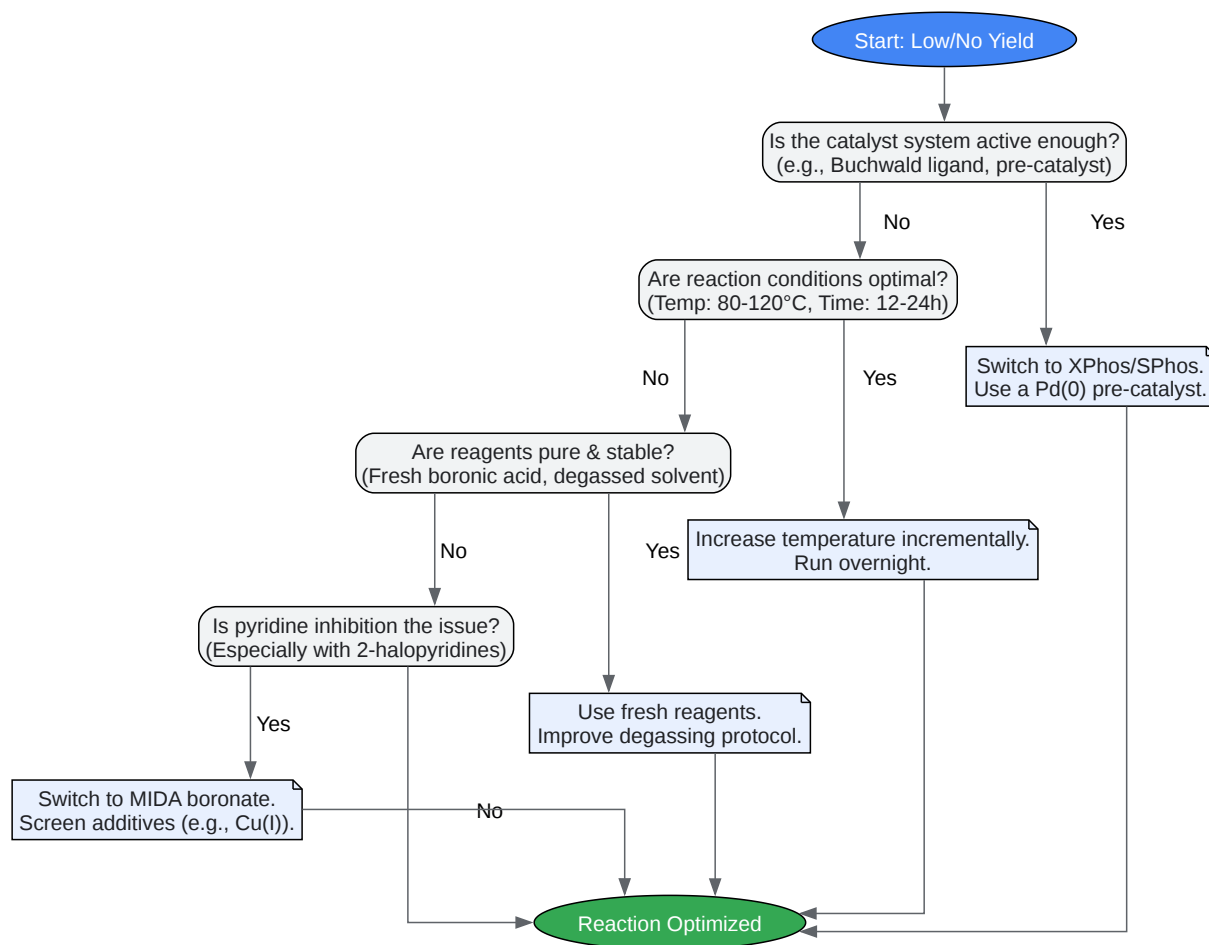 Start: Low/No Yield
Is the catalyst system active enough?
(e.g., Buchwald ligand, pre-catalyst)
No
Yes
Are reaction conditions optimal?
(Temp: 80-120°C, Time: 12-24h)
Switch to XPhos/SPhos.
Use a Pd(0) pre-catalyst.
No
Yes
Are reagents pure & stable?
(Fresh boronic acid, degassed solvent)
Increase temperature incrementally.
Run overnight.
No
Yes
Is pyridine inhibition the issue?
(Especially with 2-halopyridines)
Use fresh reagents.
Improve degassing protocol.
Yes
Switch to MIDA boronate.
Screen additives (e.g., Cu(I)).
No
Reaction Optimized